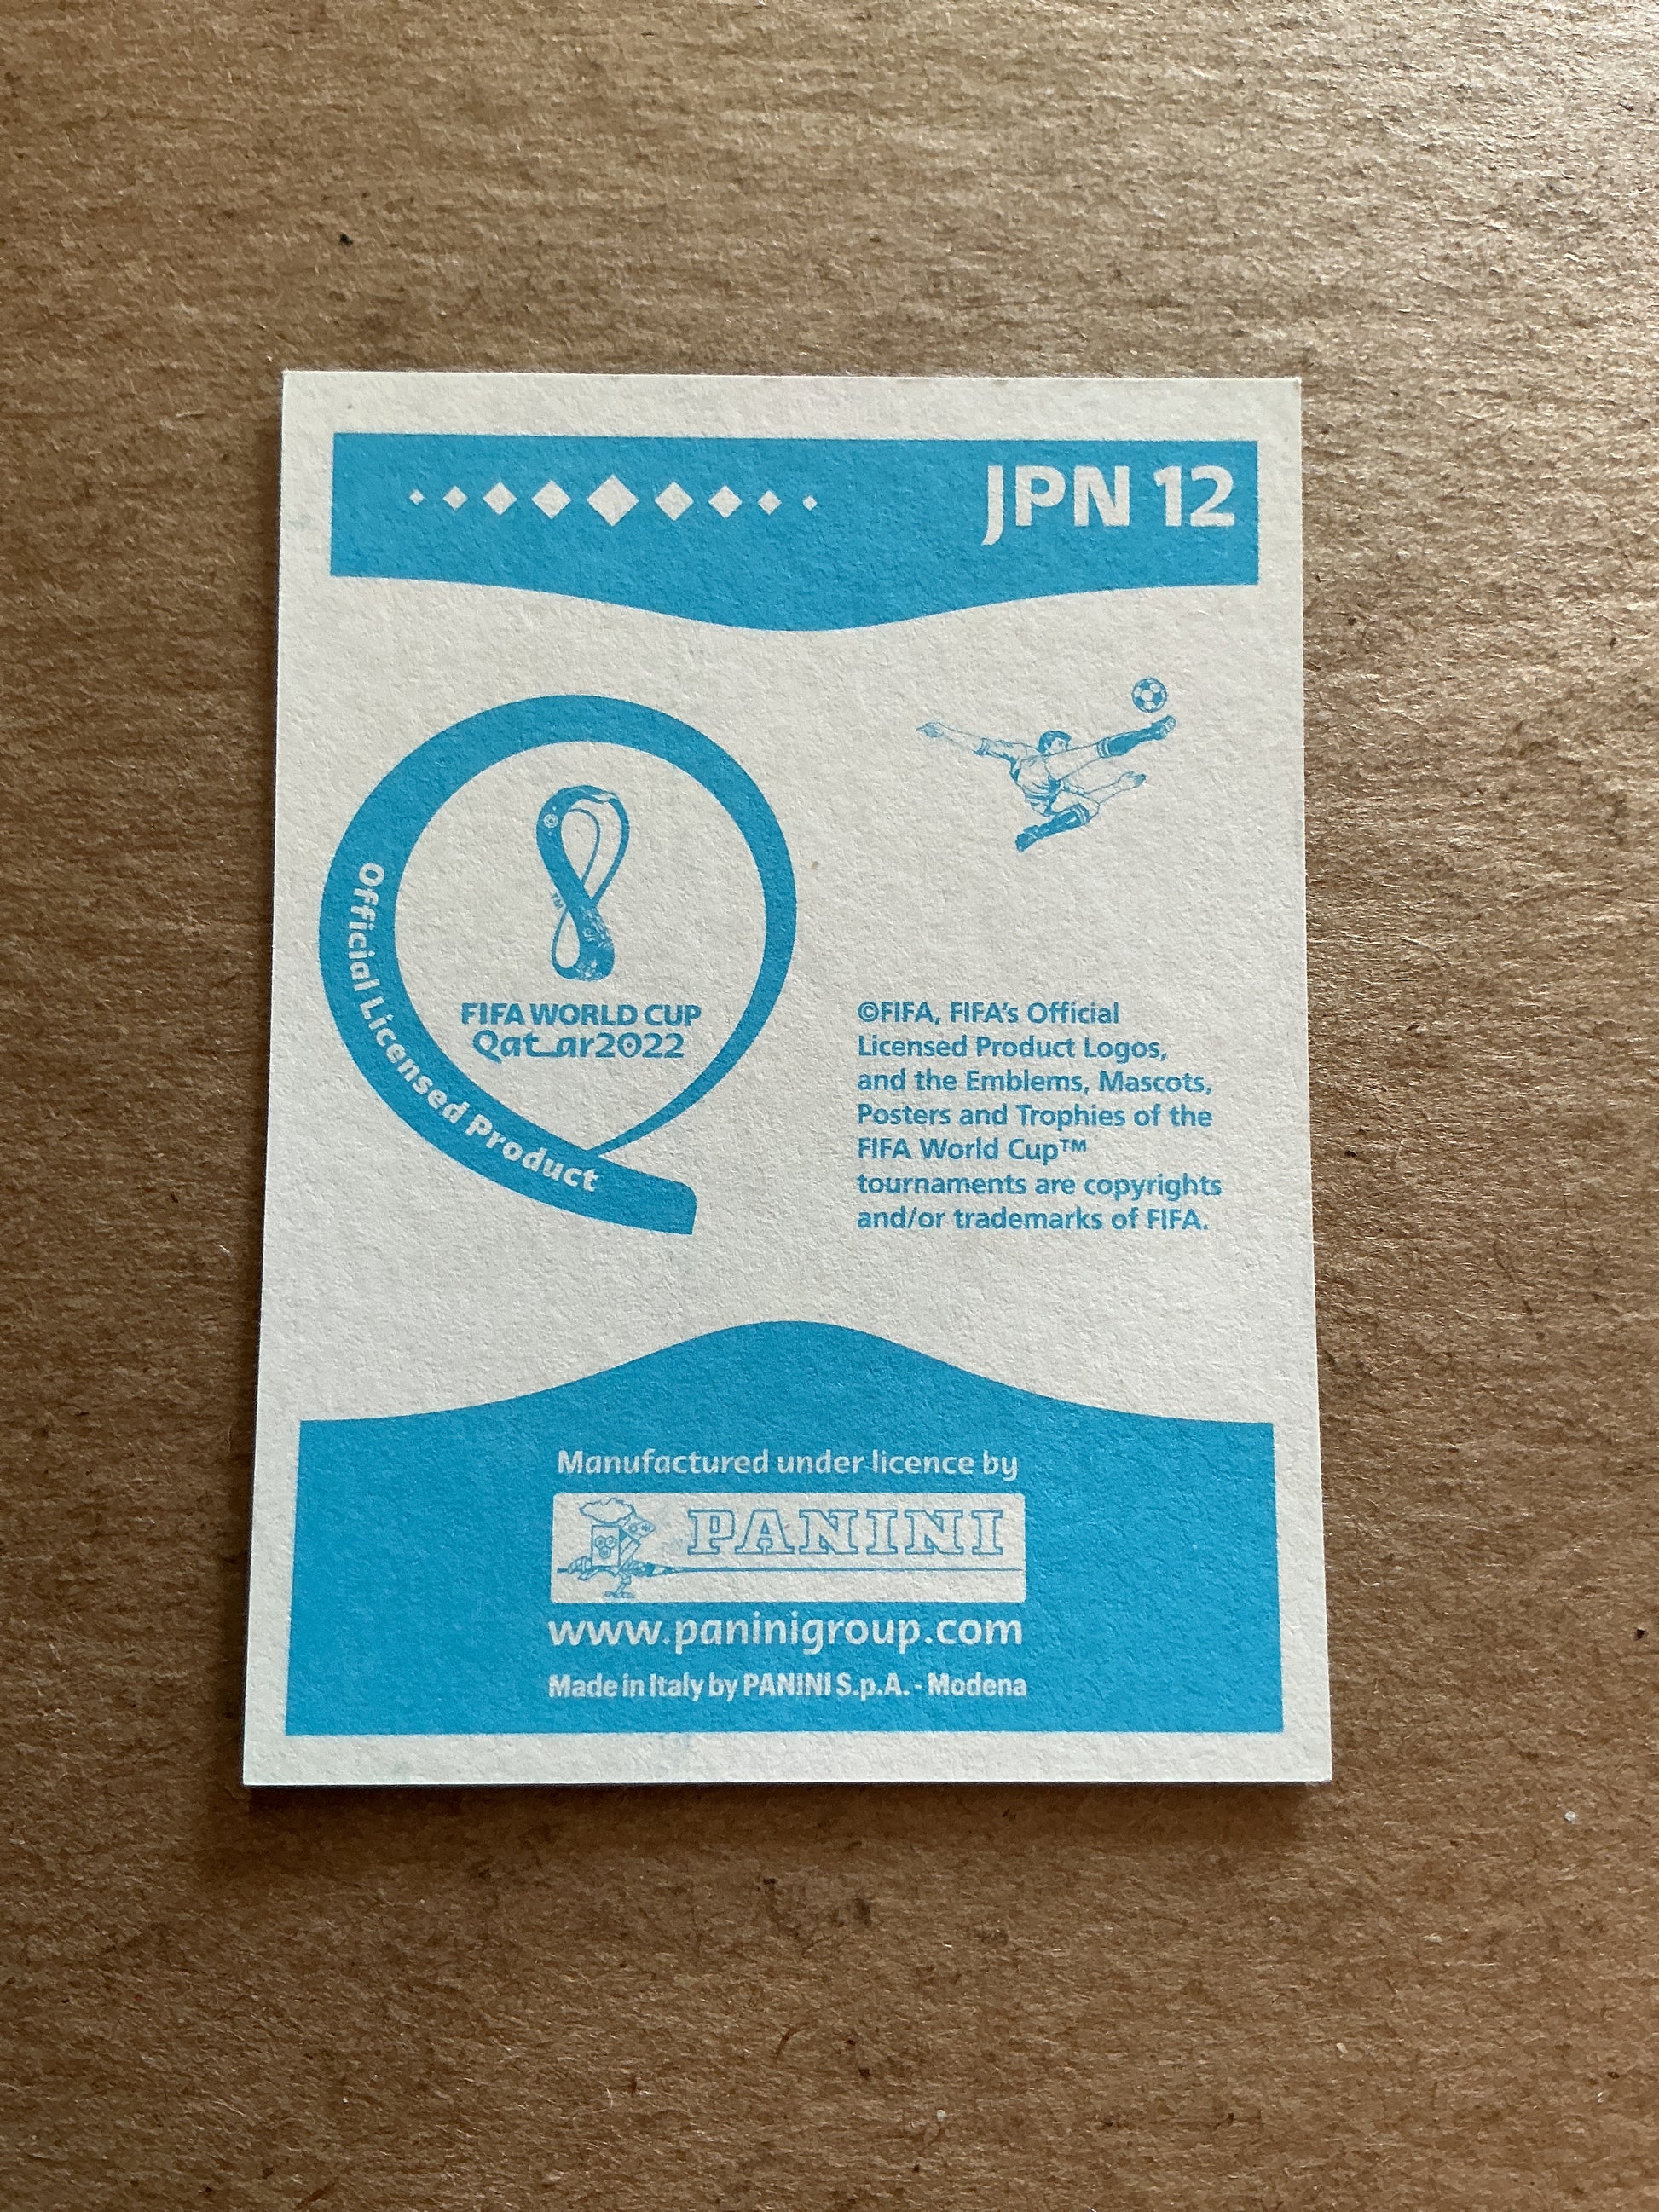 JPN 12
Official Licensed Product
TM
FIFA WORLD CUP
Qatar2022
©FIFA, FIFA's Official
Licensed Product Logos,
and the Emblems, Mascots,
Posters and Trophies of the
FIFA World Cup™
tournaments are copyrights
and/or trademarks of FIFA.
Manufactured under licence by
PANINI
www.paninigroup.com
Made in Italy by PANINI S.p.A. - Modena